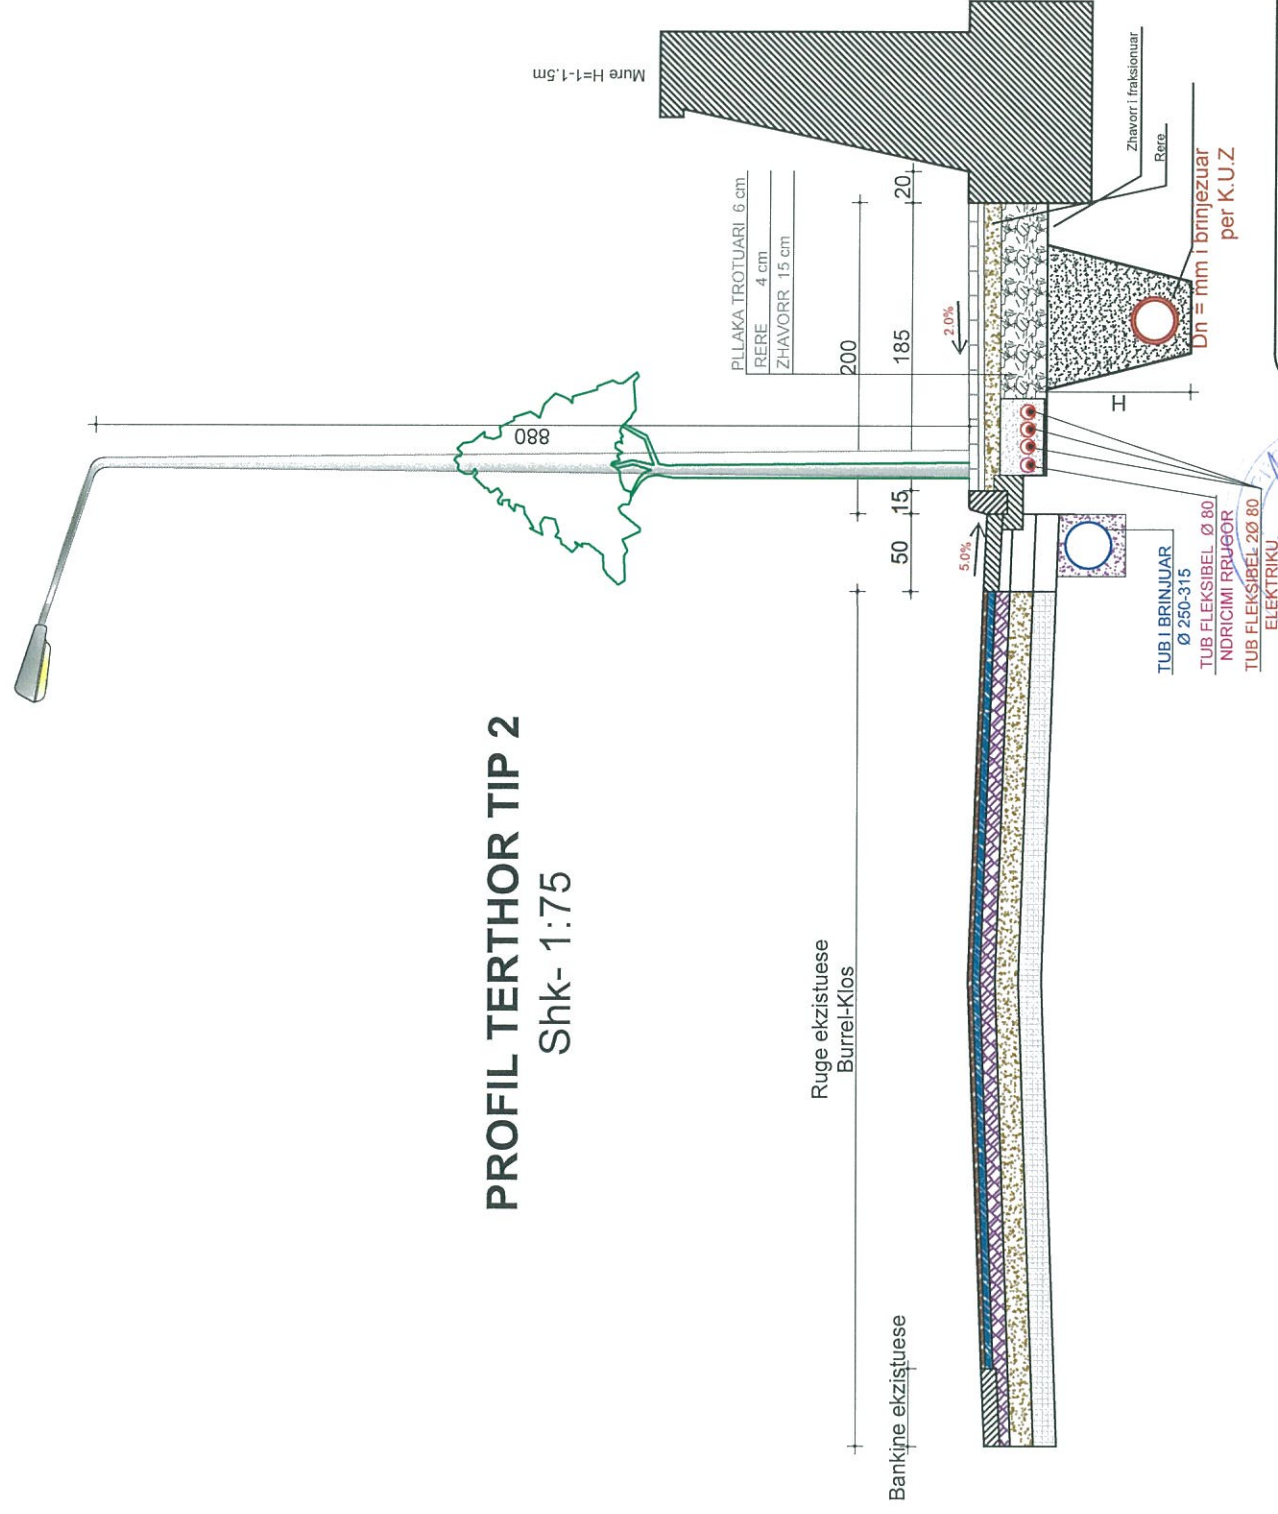 Mure H=1-1.5m
PLLAKA TROTUARI 6 cm
RERE 4 cm
ZHAVORR 15 cm
880
200
50
15
185
20
5.0%
2.0%
H
Zhavorr i fraksionuar
Rere
Dn = mm i brinjezuar
per K.U.Z
TUB I BRINJUAR
Ø 250-315
TUB FLEKSIBEL Ø 80
NDRICIMI RRUGOR
TUB FLEKSIBEL 2Ø 80
ELEKTRIKU
PROFIL TERTHOR TIP 2
Shk- 1:75
Ruge ekzistuese
Burrel-Klos
Bankine ekzistuese